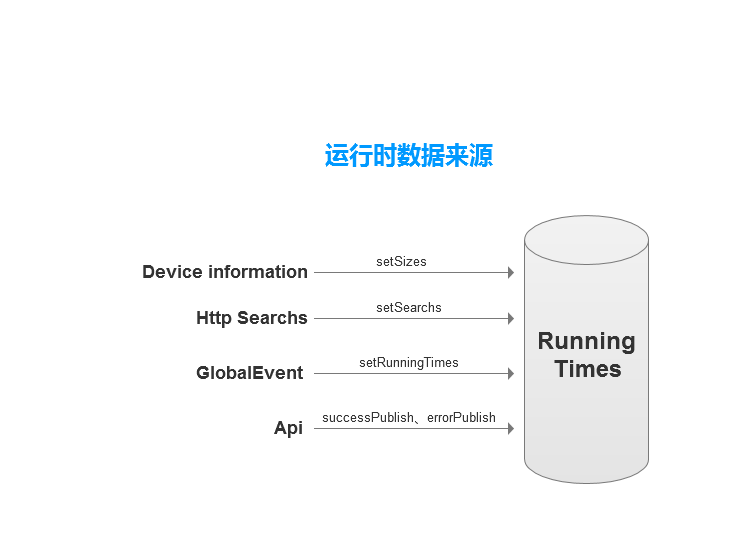 运行时数据来源
Device information
setSizes
Http Searchs
setSearchs
Running
Times
GlobalEvent
setRunningTimes
Api
successPublish、errorPublish